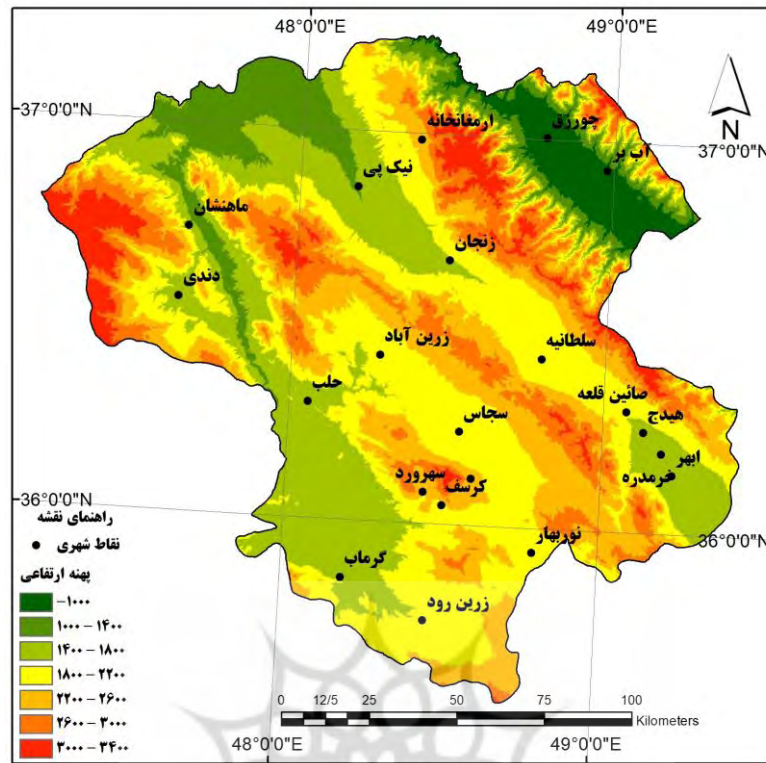 48°0'0"E
49°0'0"E
37°0'0"N
37°0'0"N
N
ارمغانخانه
چورزق
آب بر
نیک پی
ماهنشان
زنجان
دندی
سلطانیه
زرین آباد
حلب
صائین قلعه
هیدج
سجاس
ابهر
خرمدره
سهرورد
کرسف
36°0'0"N
36°0'0"N
نوربهار
گرماب
زرین رود
راهنمای نقشه
نقاط شهری
پهنه ارتفاعی
-۱۰۰۰
۱۰۰۰ - ۱۴۰۰
۱۴۰۰ - ۱۸۰۰
۱۸۰۰ - ۲۲۰۰
۲۲۰۰ - ۲۶۰۰
۲۶۰۰ - ۳۰۰۰
۳۰۰۰ - ۳۴۰۰
0 12/5 25 50 75 100
Kilometers
48°0'0"E
49°0'0"E